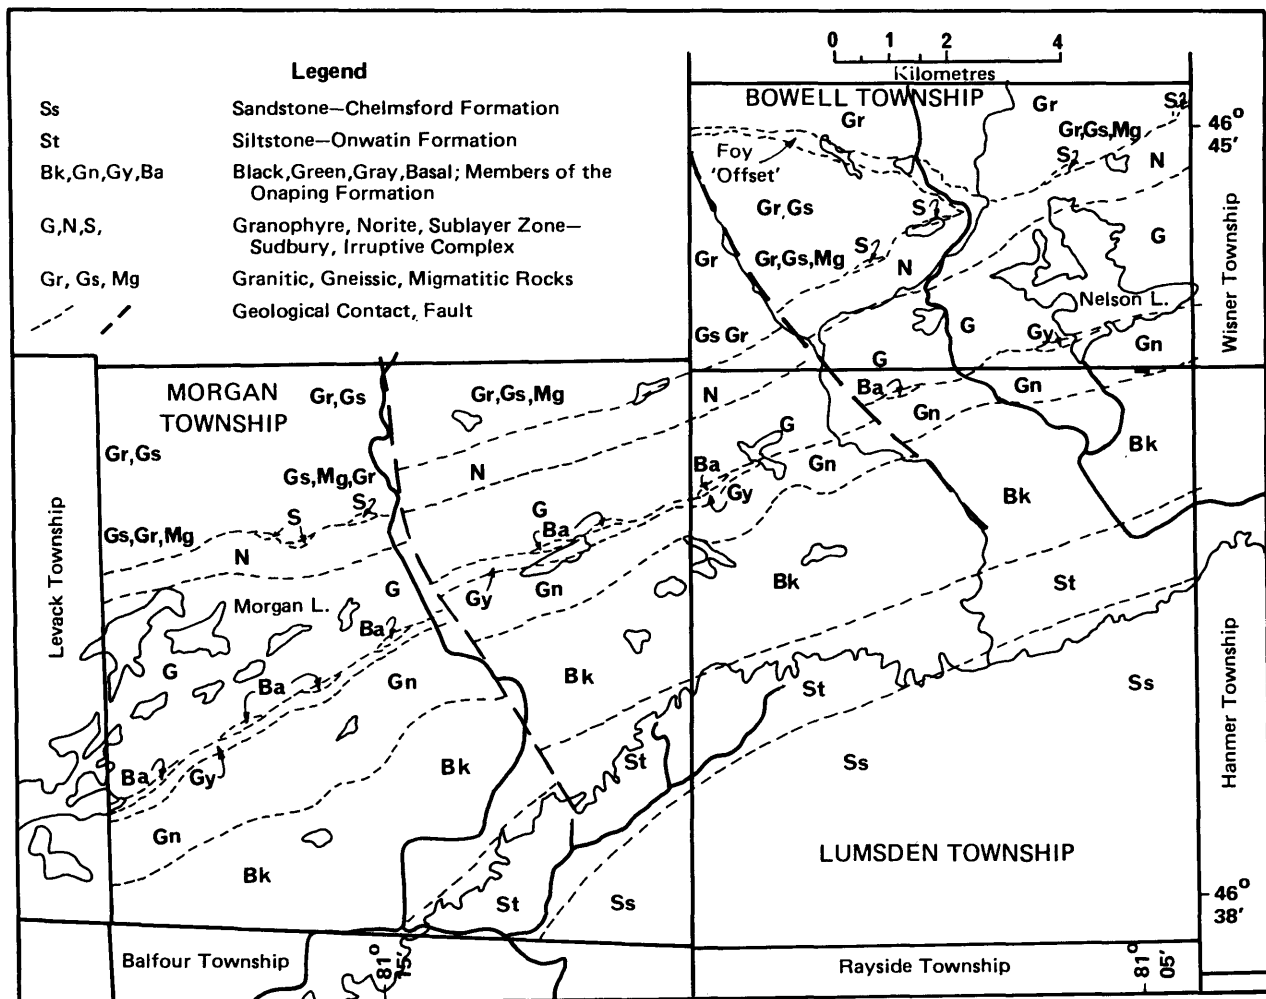 Legend
Ss Sandstone—Chelmsford Formation
St Siltstone—Onwatin Formation
Bk,Gn,Gy,Ba Black,Green,Gray,Basal; Members of the
Onaping Formation
G,N,S, Granophyre, Norite, Sublayer Zone—
Sudbury, Irruptive Complex
Gr, Gs, Mg Granitic, Gneissic, Migmatitic Rocks
Geological Contact, Fault
0 1 2 4
Kilometres
BOWELL TOWNSHIP
Gr
Gr
S?
46°
45'
Gr,Gs,Mg
Foy
'Offset'
S
N
Gr,Gs
S
Wisner Township
G
Gr
S
Gr,Gs,Mg
N
Nelson L.
Gs Gr
G
Gy
Gn
G
MORGAN
TOWNSHIP
Gr,Gs
Gr,Gs,Mg
N
Ba
Gn
Gn
G
Bk
Gr,Gs
Gs,Mg,Gr
N
Ba
Gn
Gy
Bk
S
S
G
Ba
Gs,Gr,Mg
N
Levack Township
Morgan L.
G
Gy
Gn
Bk
St
Ba
G
Ba
Gn
Bk
St
Ss
Hanmer Township
Ba
Gy
Bk
St
Ss
Gn
Bk
LUMSDEN TOWNSHIP
St
Ss
46°
38'
Balfour Township
81°
15'
Rayside Township
81°
05'